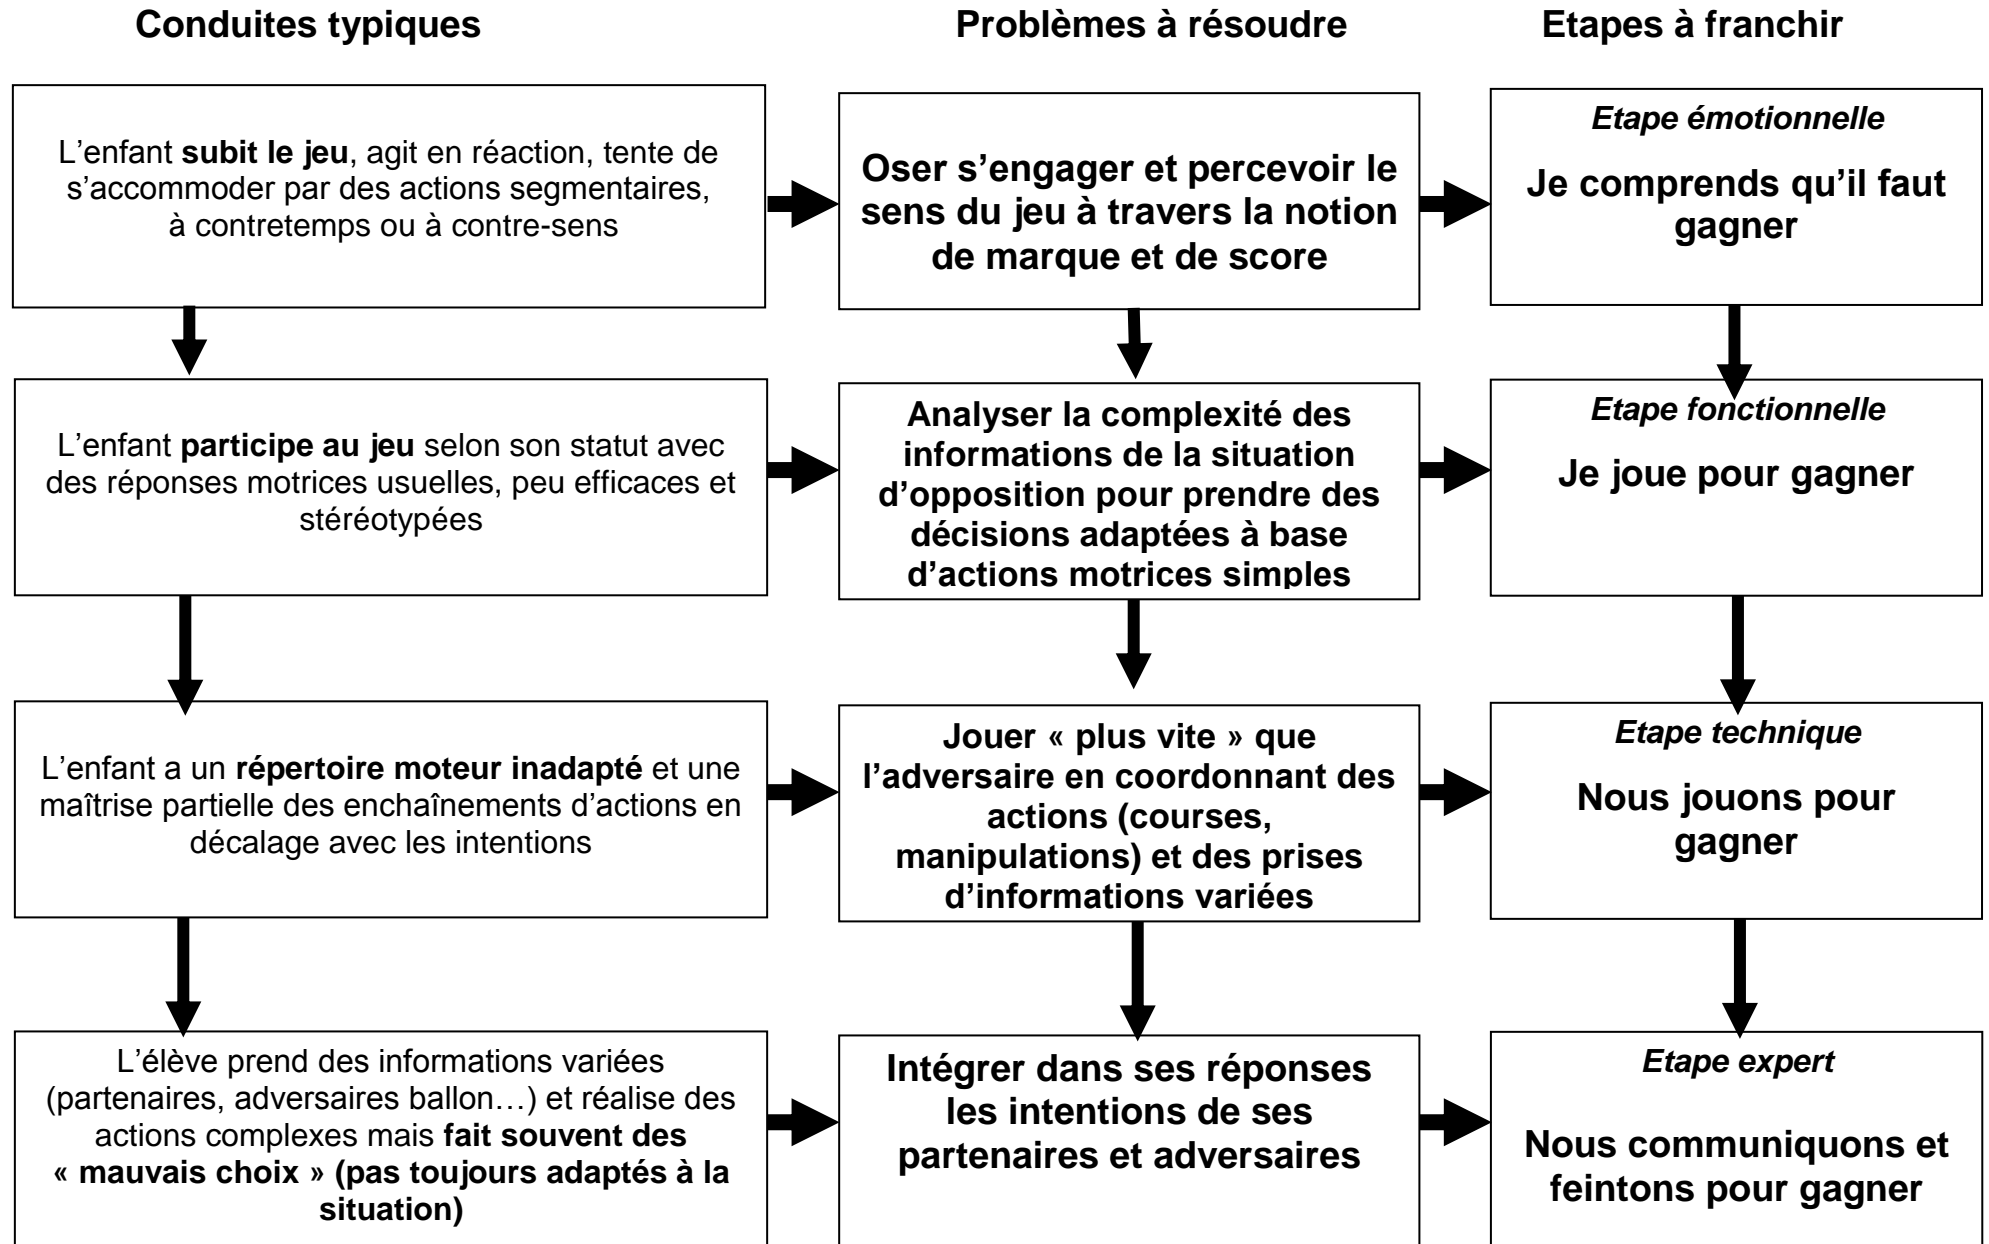 Conduites typiques
Problèmes à résoudre
Etapes à franchir
L’enfant subit le jeu, agit en réaction, tente de
s’accommoder par des actions segmentaires,
à contretemps ou à contre-sens
Oser s’engager et percevoir le
sens du jeu à travers la notion
de marque et de score
Etape émotionnelle
Je comprends qu’il faut
gagner
L’enfant participe au jeu selon son statut avec
des réponses motrices usuelles, peu efficaces et
stéréotypées
Analyser la complexité des
informations de la situation
d’opposition pour prendre des
décisions adaptées à base
d’actions motrices simples
Etape fonctionnelle
Je joue pour gagner
L’enfant a un répertoire moteur inadapté et une
maîtrise partielle des enchaînements d’actions en
décalage avec les intentions
Jouer « plus vite » que
l’adversaire en coordonnant des
actions (courses,
manipulations) et des prises
d’informations variées
Etape technique
Nous jouons pour
gagner
L’élève prend des informations variées
(partenaires, adversaires ballon…) et réalise des
actions complexes mais fait souvent des
« mauvais choix » (pas toujours adaptés à la
situation)
Intégrer dans ses réponses
les intentions de ses
partenaires et adversaires
Etape expert
Nous communiquons et
feintons pour gagner